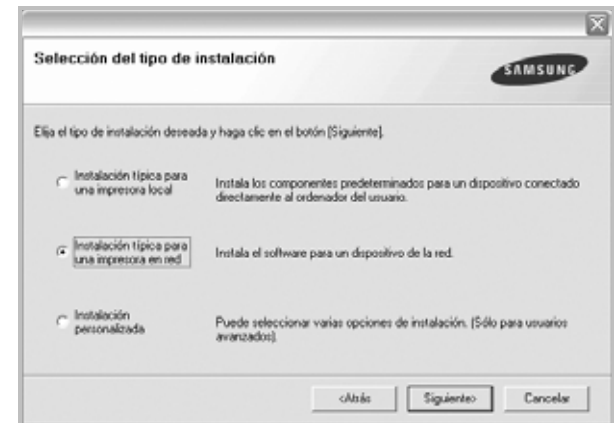 Selección del tipo de instalación
SAMSUNG
Elija el tipo de instalación deseada y haga clic en el botón [Siguiente].
Instalación típica para
una impresora local
Instala los componentes predeterminados para un dispositivo conectado
directamente al ordenador del usuario.
Instalación típica para
una impresora en red
Instala el software para un dispositivo de la red.
Instalación
personalizada
Puede seleccionar varias opciones de instalación. (Sólo para usuarios
avanzados).
<Atrás
Siguiente>
Cancelar